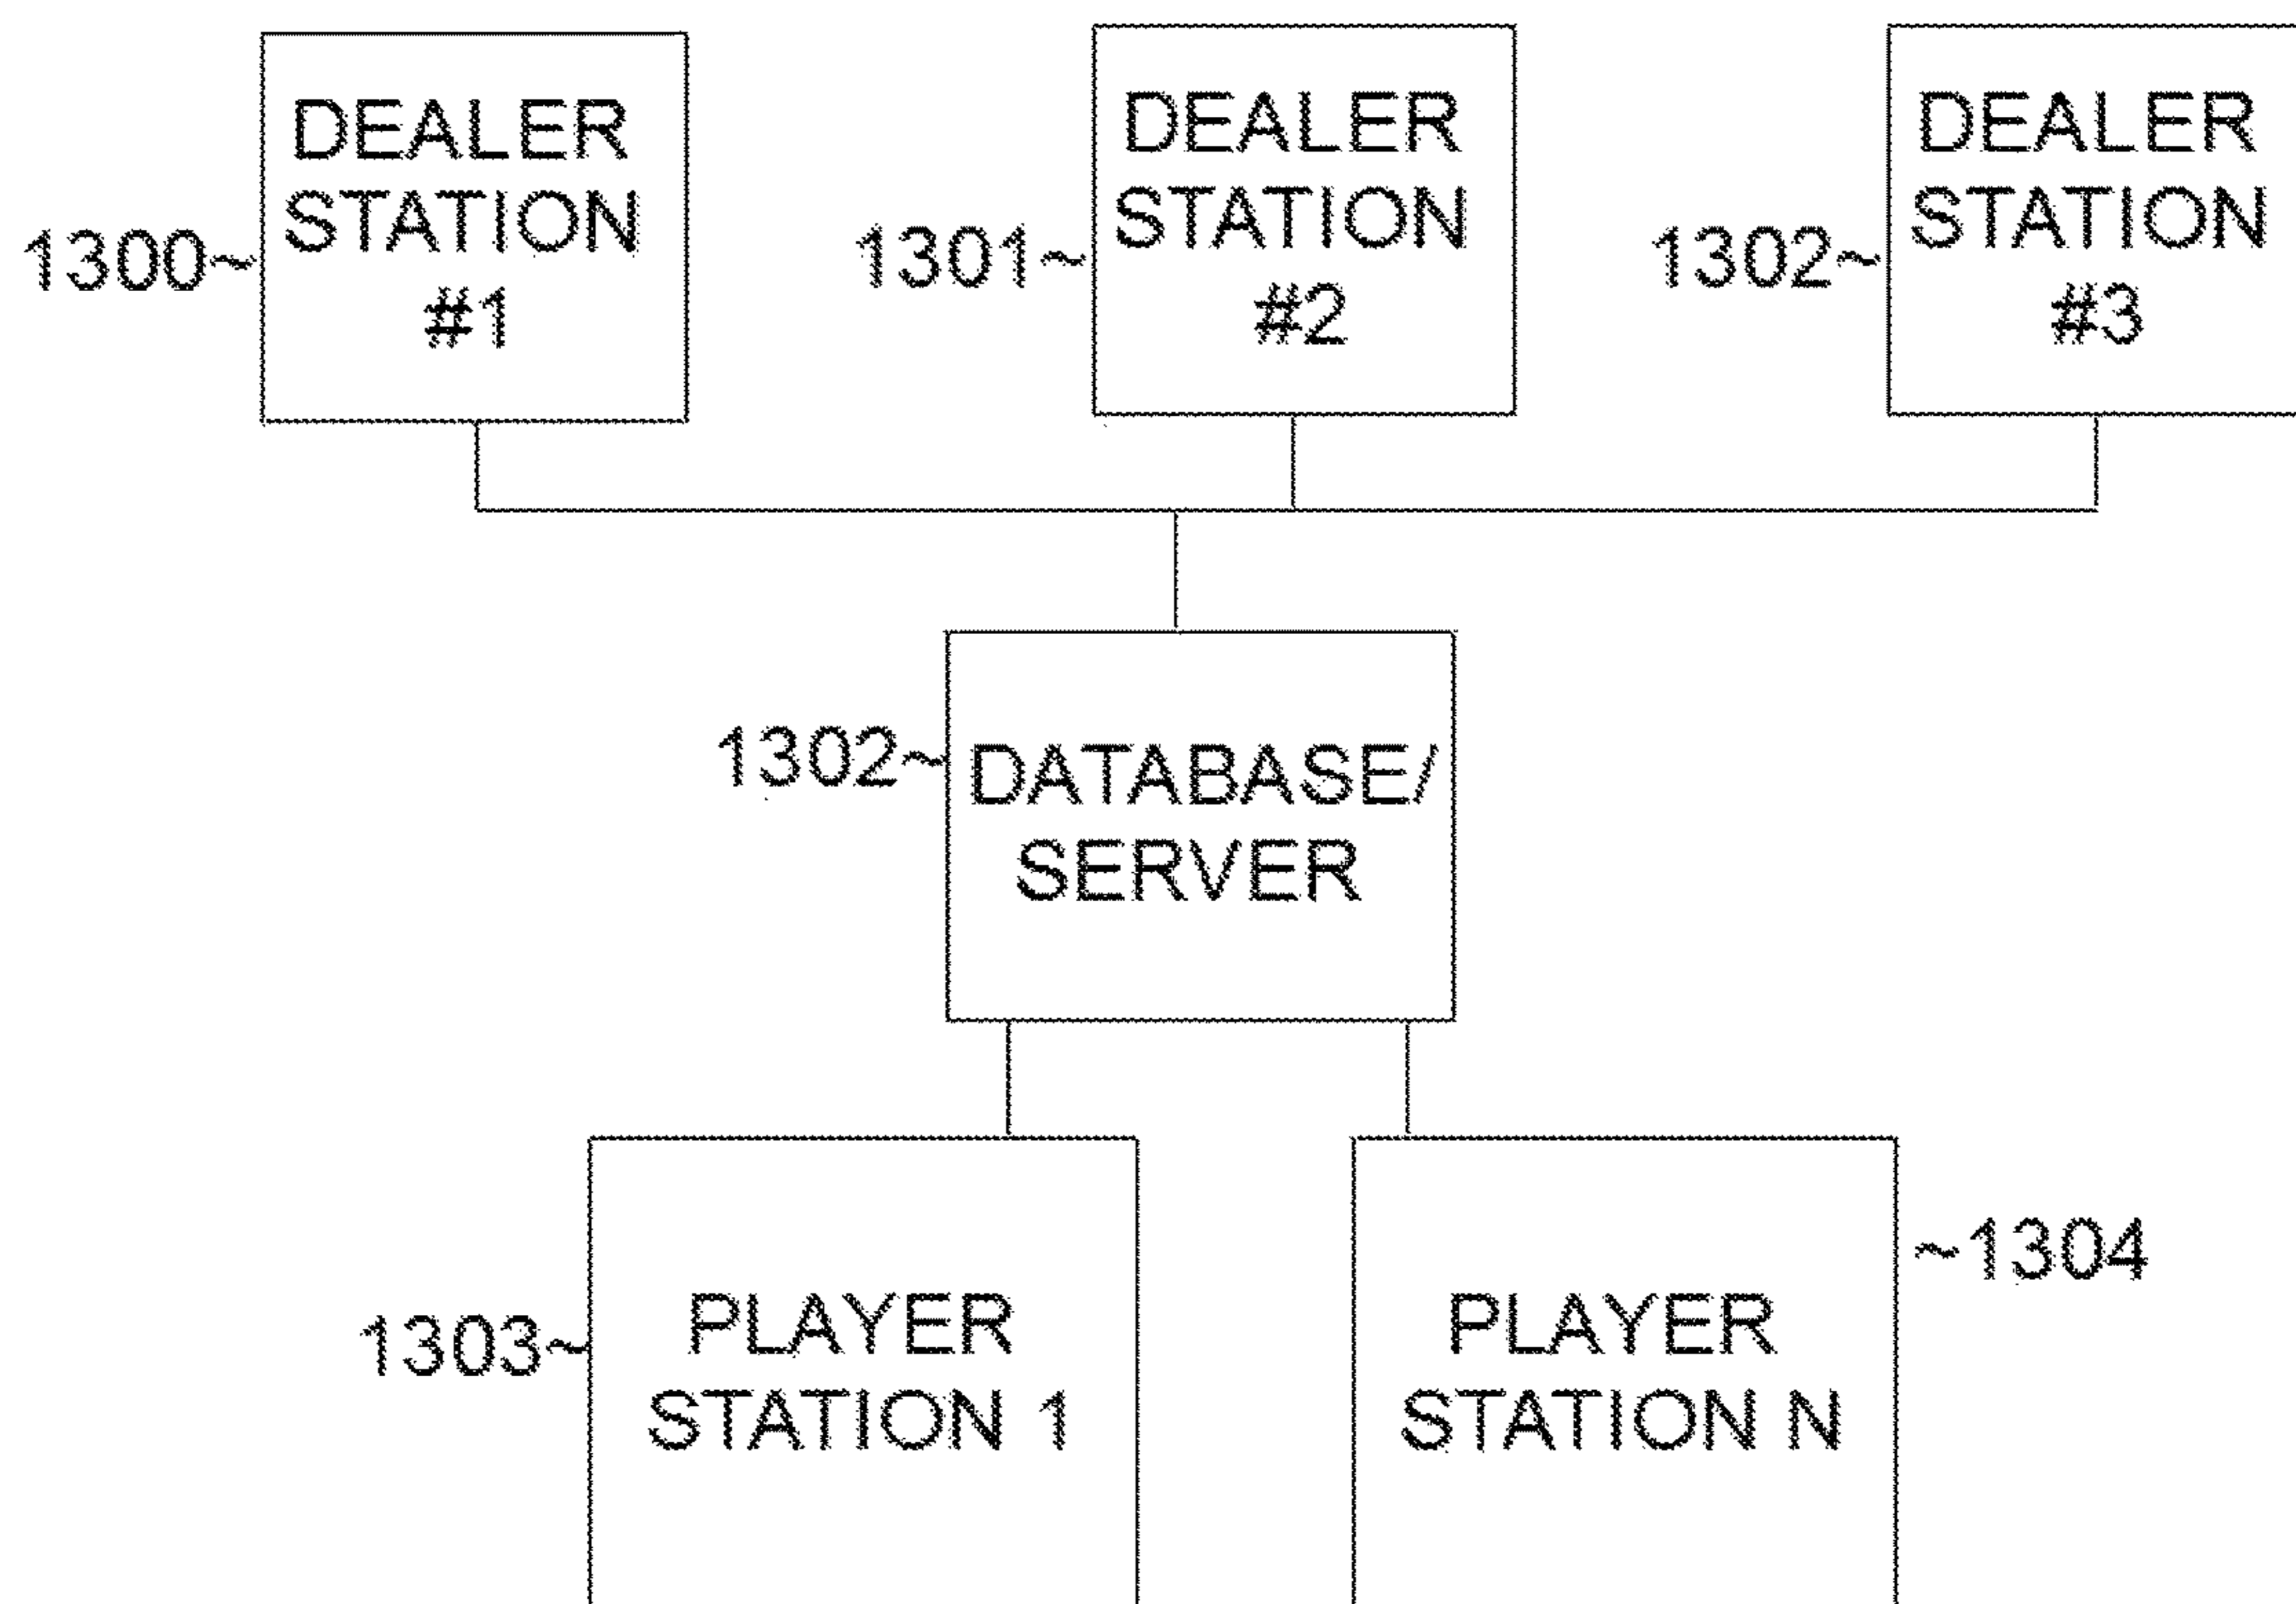 DEALER
STATION
#1
1300~
DEALER
STATION
#2
1301~
DEALER
STATION
#3
1302~
1302~
DATABASE/
SERVER
1303~
PLAYER
STATION 1
PLAYER
STATION N
~1304